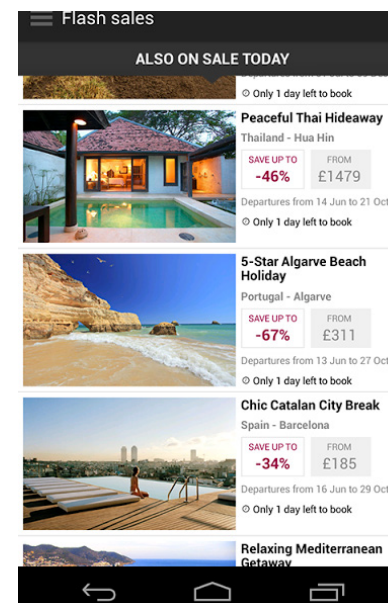 Flash sales
ALSO ON SALE TODAY
Only 1 day left to book
Peaceful Thai Hideaway
Thailand - Hua Hin
SAVE UP TO
-46%
FROM
£1479
Departures from 14 Jun to 21 Oct
Only 1 day left to book
5-Star Algarve Beach
Holiday
Portugal - Algarve
SAVE UP TO
-67%
FROM
£311
Departures from 13 Jun to 27 Oct
Only 1 day left to book
Chic Catalan City Break
Spain - Barcelona
SAVE UP TO
-34%
FROM
£185
Departures from 16 Jun to 29 Oct
Only 1 day left to book
Relaxing Mediterranean
Getaway